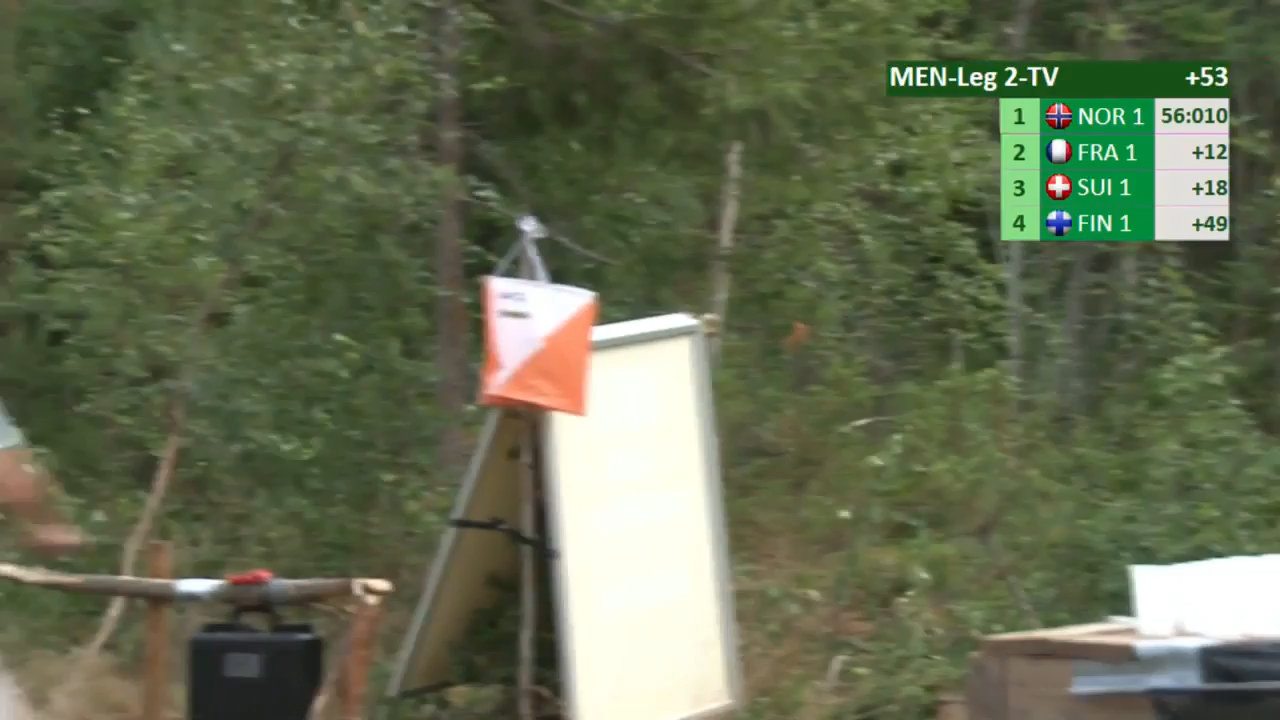 MEN-Leg 2-TV +53
1 NOR 1 56:010
2 FRA 1 +12
3 SUI 1 +18
4 FIN 1 +49